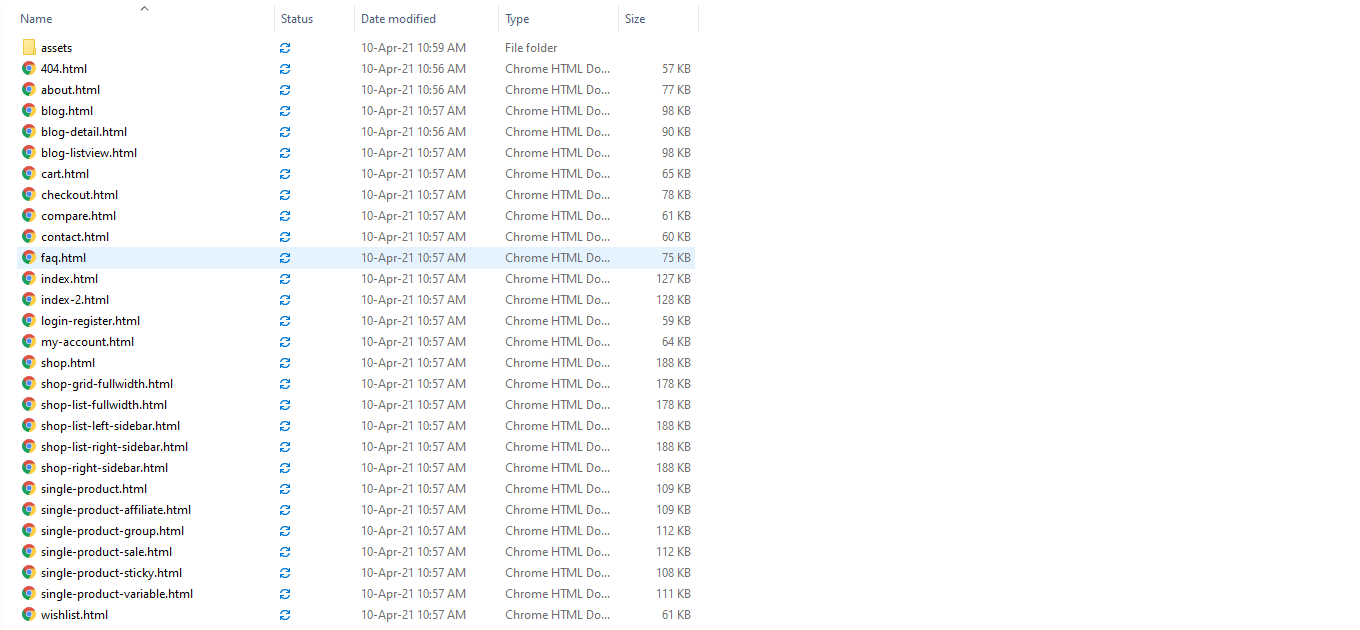 Name Status Date modified Type Size
assets 10-Apr-21 10:59 AM File folder
404.html 10-Apr-21 10:56 AM Chrome HTML Do... 57 KB
about.html 10-Apr-21 10:56 AM Chrome HTML Do... 77 KB
blog.html 10-Apr-21 10:57 AM Chrome HTML Do... 98 KB
blog-detail.html 10-Apr-21 10:56 AM Chrome HTML Do... 90 KB
blog-listview.html 10-Apr-21 10:57 AM Chrome HTML Do... 98 KB
cart.html 10-Apr-21 10:57 AM Chrome HTML Do... 65 KB
checkout.html 10-Apr-21 10:57 AM Chrome HTML Do... 78 KB
compare.html 10-Apr-21 10:57 AM Chrome HTML Do... 61 KB
contact.html 10-Apr-21 10:57 AM Chrome HTML Do... 60 KB
faq.html 10-Apr-21 10:57 AM Chrome HTML Do... 75 KB
index.html 10-Apr-21 10:57 AM Chrome HTML Do... 127 KB
index-2.html 10-Apr-21 10:57 AM Chrome HTML Do... 128 KB
login-register.html 10-Apr-21 10:57 AM Chrome HTML Do... 59 KB
my-account.html 10-Apr-21 10:57 AM Chrome HTML Do... 64 KB
shop.html 10-Apr-21 10:57 AM Chrome HTML Do... 188 KB
shop-grid-fullwidth.html 10-Apr-21 10:57 AM Chrome HTML Do... 178 KB
shop-list-fullwidth.html 10-Apr-21 10:57 AM Chrome HTML Do... 178 KB
shop-list-left-sidebar.html 10-Apr-21 10:57 AM Chrome HTML Do... 188 KB
shop-list-right-sidebar.html 10-Apr-21 10:57 AM Chrome HTML Do... 188 KB
shop-right-sidebar.html 10-Apr-21 10:57 AM Chrome HTML Do... 188 KB
single-product.html 10-Apr-21 10:57 AM Chrome HTML Do... 109 KB
single-product-affiliate.html 10-Apr-21 10:57 AM Chrome HTML Do... 109 KB
single-product-group.html 10-Apr-21 10:57 AM Chrome HTML Do... 112 KB
single-product-sale.html 10-Apr-21 10:57 AM Chrome HTML Do... 112 KB
single-product-sticky.html 10-Apr-21 10:57 AM Chrome HTML Do... 108 KB
single-product-variable.html 10-Apr-21 10:57 AM Chrome HTML Do... 111 KB
wishlist.html 10-Apr-21 10:57 AM Chrome HTML Do... 61 KB